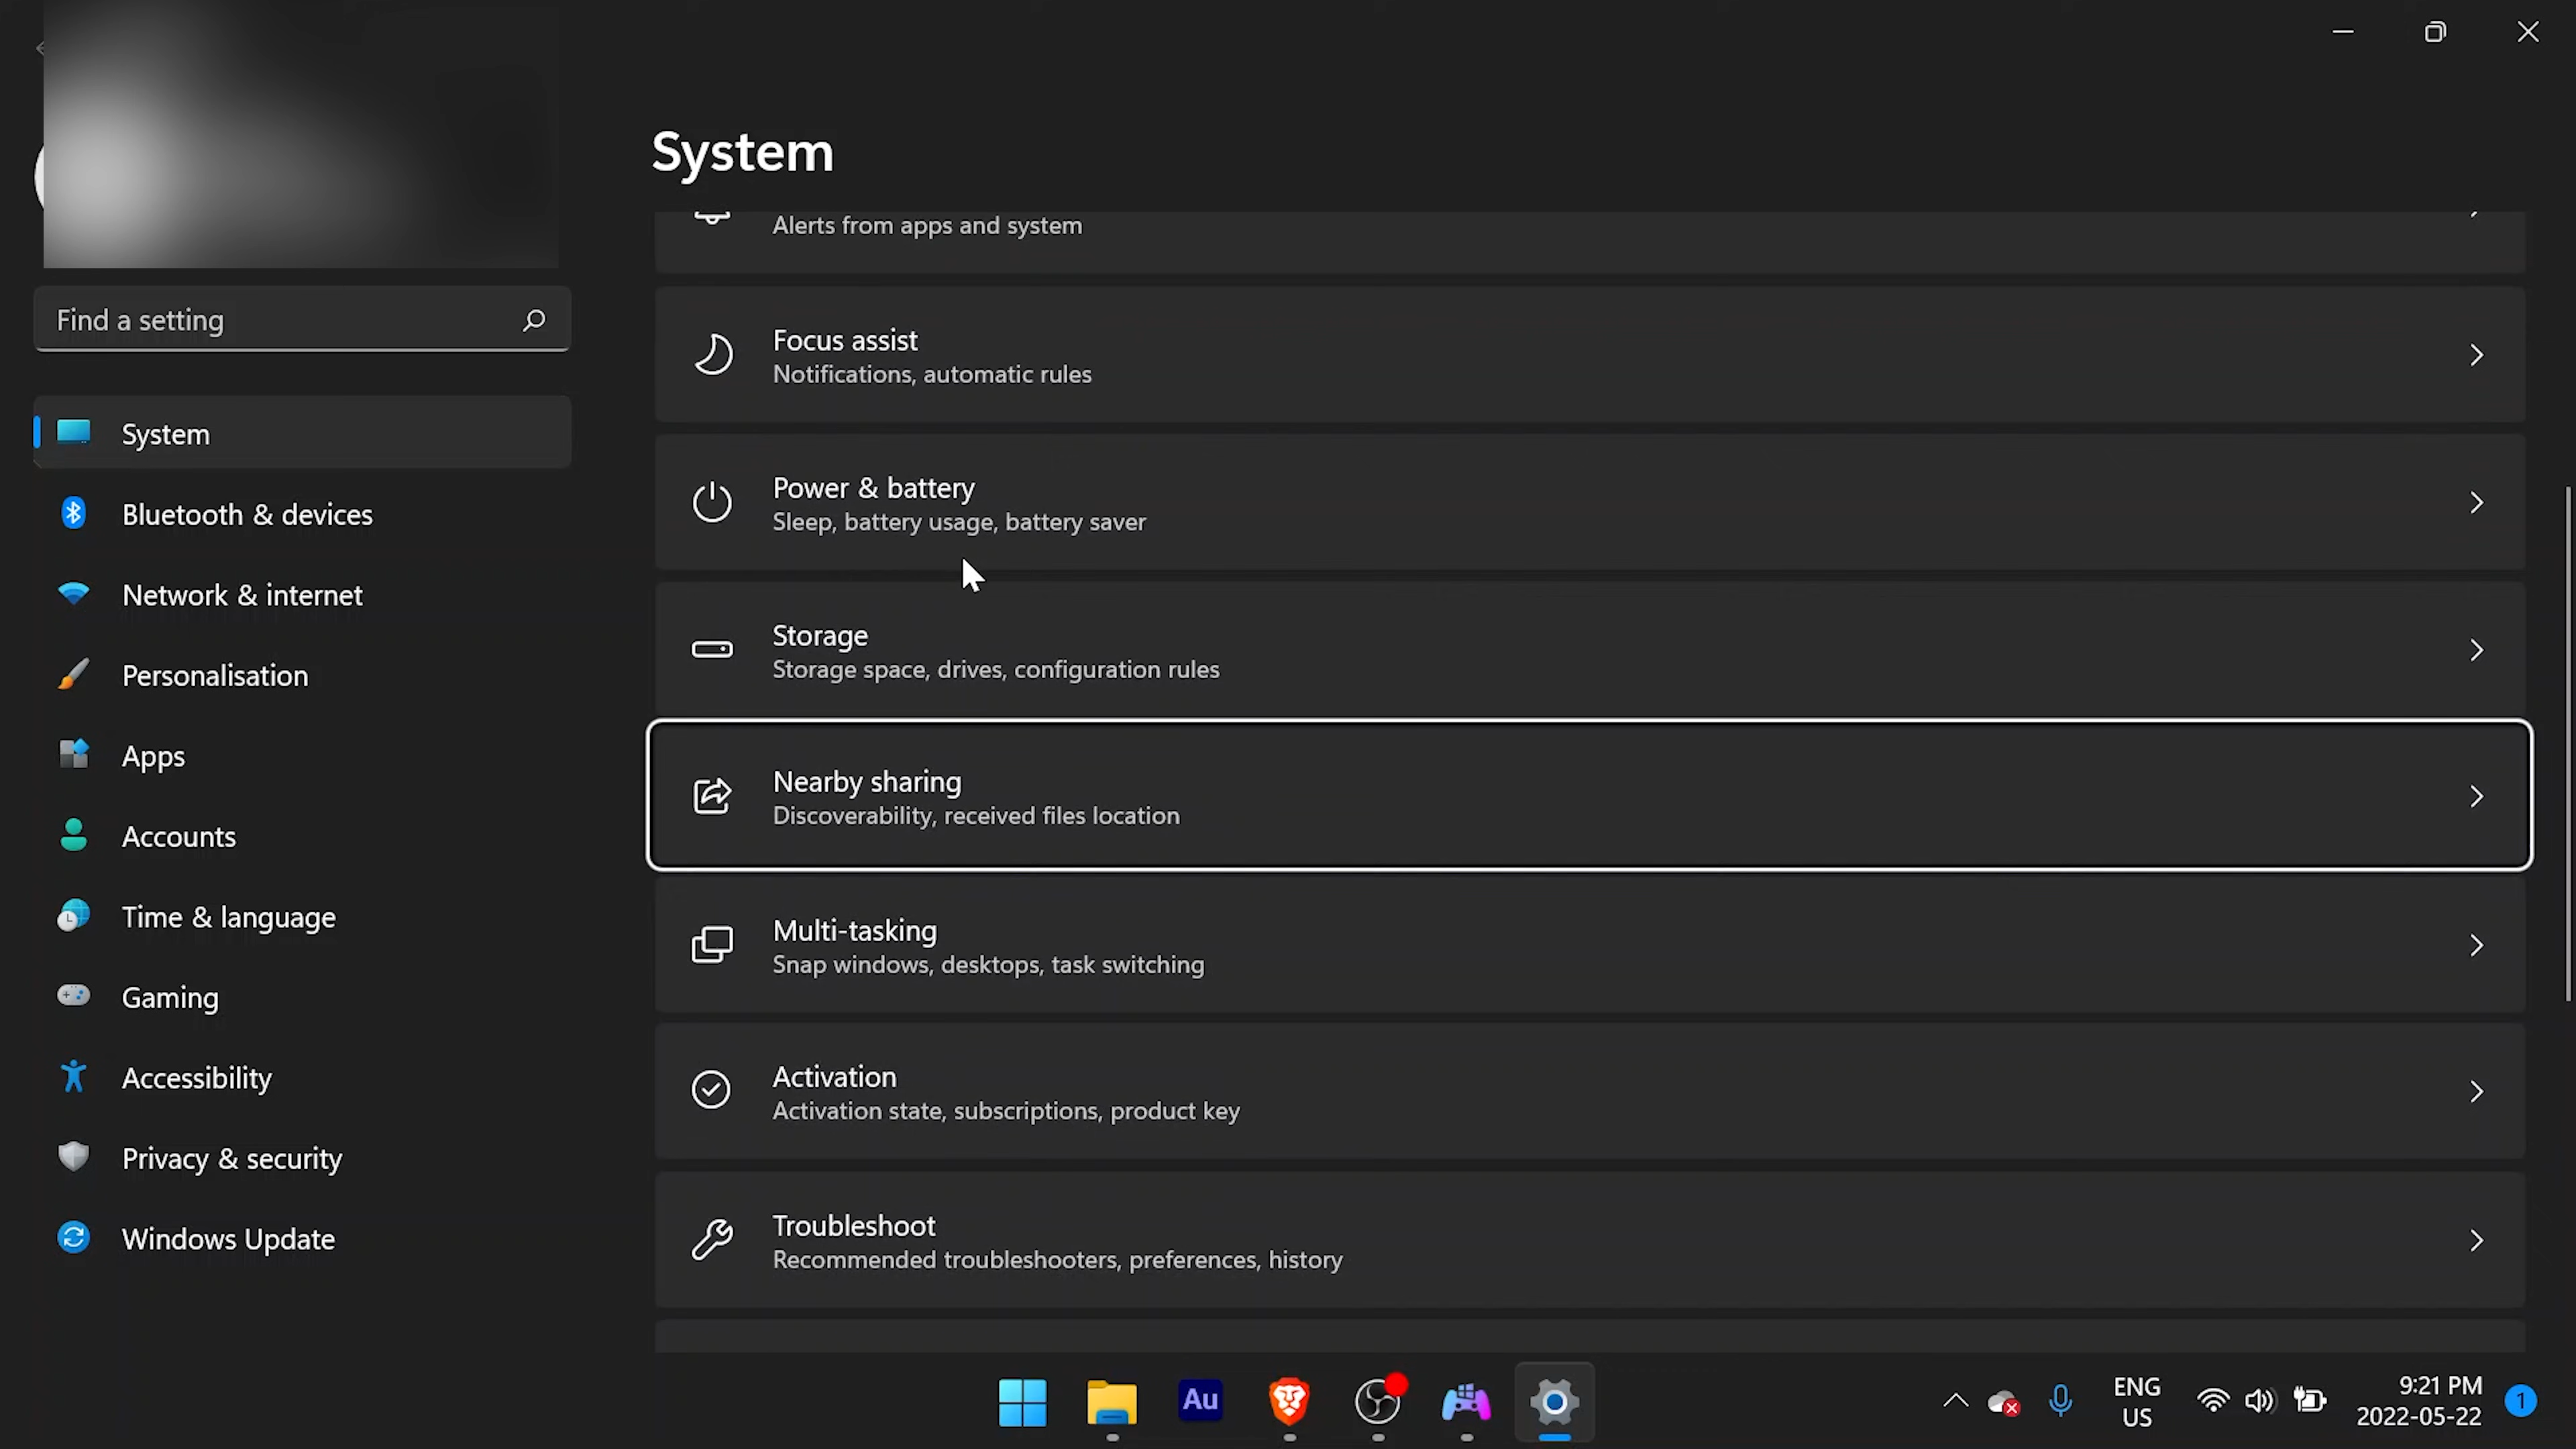 System
Alerts from apps and system
Find a setting
Focus assist
Notifications, automatic rules
System
Power & battery
Sleep, battery usage, battery saver
Bluetooth & devices
Network & internet
Storage
Storage space, drives, configuration rules
Personalisation
Apps
Nearby sharing
Discoverability, received files location
Accounts
Time & language
Multi-tasking
Snap windows, desktops, task switching
Gaming
Accessibility
Activation
Activation state, subscriptions, product key
Privacy & security
Windows Update
Troubleshoot
Recommended troubleshooters, preferences, history
Au
ENG
US
9:21 PM
2022-05-22
1